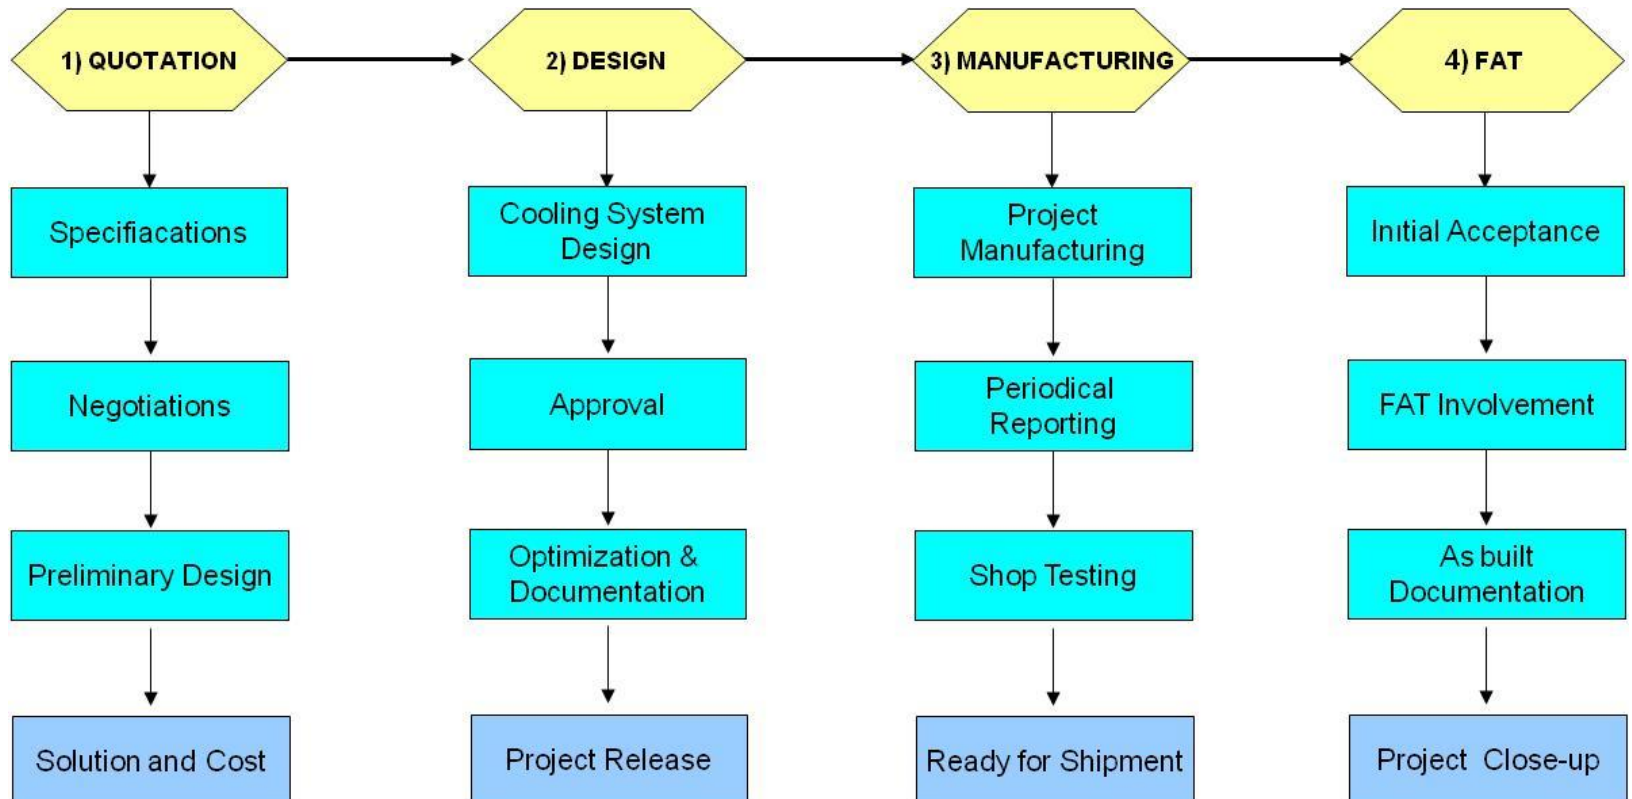 1) QUOTATION
2) DESIGN
3) MANUFACTURING
4) FAT
Specifiacations
Cooling System
Design
Project
Manufacturing
Initial Acceptance
Negotiations
Approval
Periodical
Reporting
FAT Involvement
Preliminary Design
Optimization &
Documentation
Shop Testing
As built
Documentation
Solution and Cost
Project Release
Ready for Shipment
Project Close-up